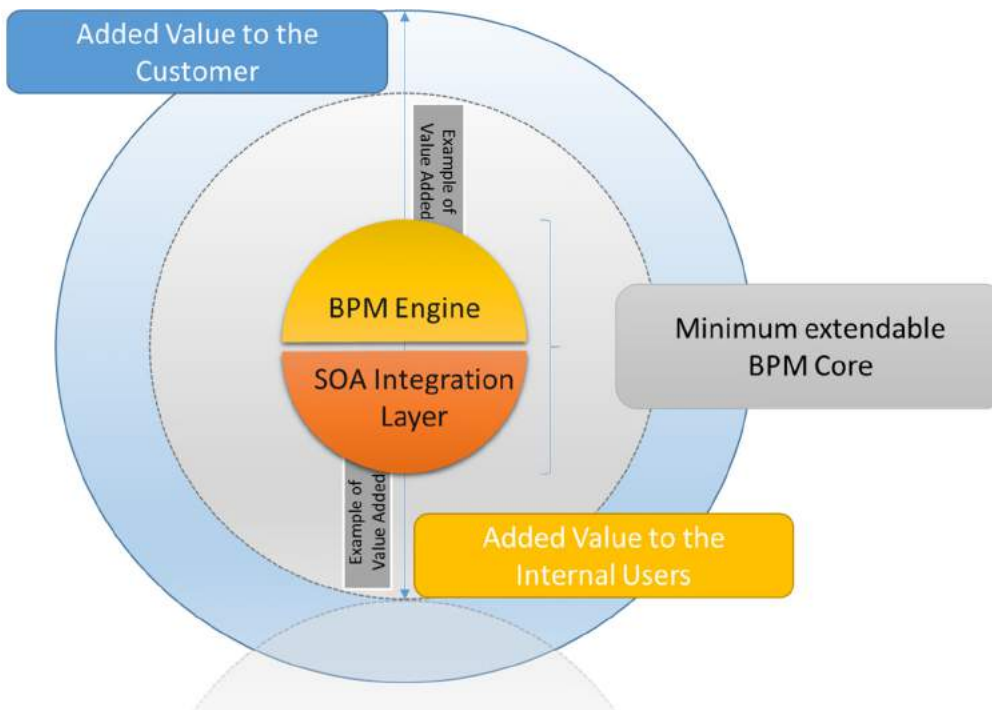 Added Value to the
Customer
Example of
Value Added
BPM Engine
SOA Integration
Layer
Minimum extendable
BPM Core
Example of
Value Added
Added Value to the
Internal Users